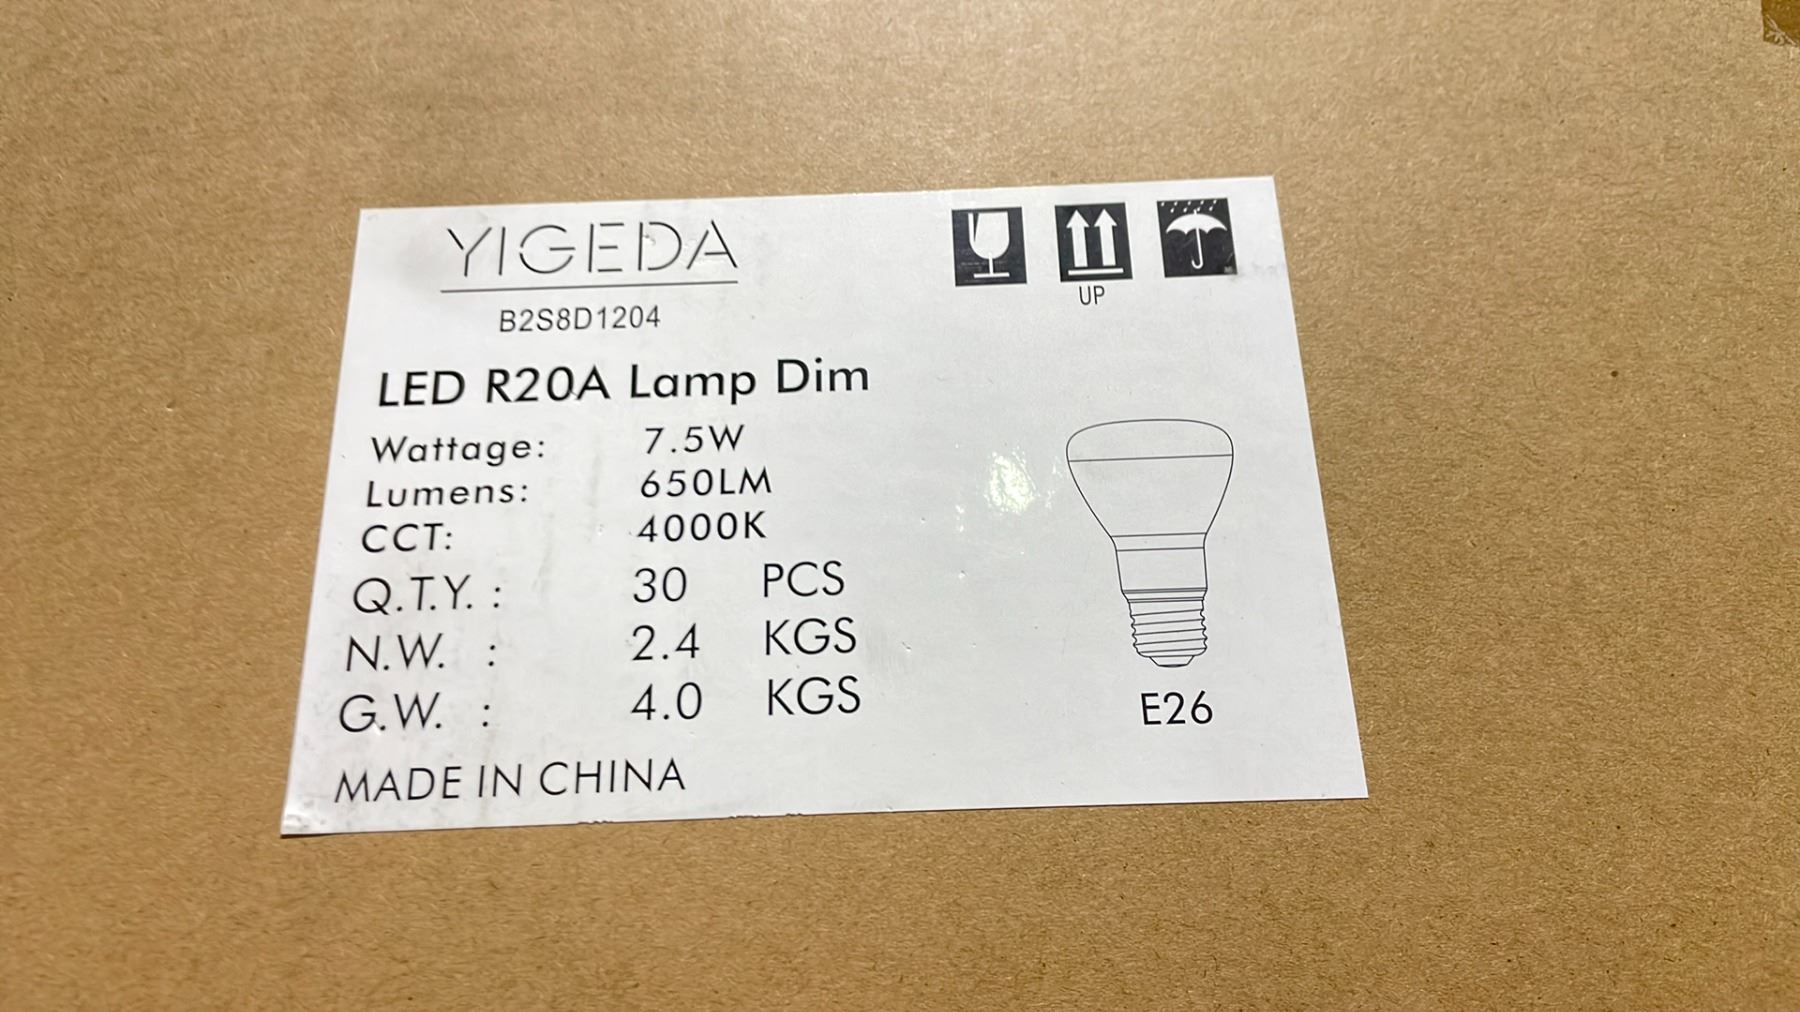 YIGEDA
B2S8D1204
UP
LED R20A Lamp Dim
Wattage: 7.5W
Lumens: 650LM
CCT: 4000K
Q.T.Y. : 30 PCS
N.W. : 2.4 KGS
G.W. : 4.0 KGS
E26
MADE IN CHINA